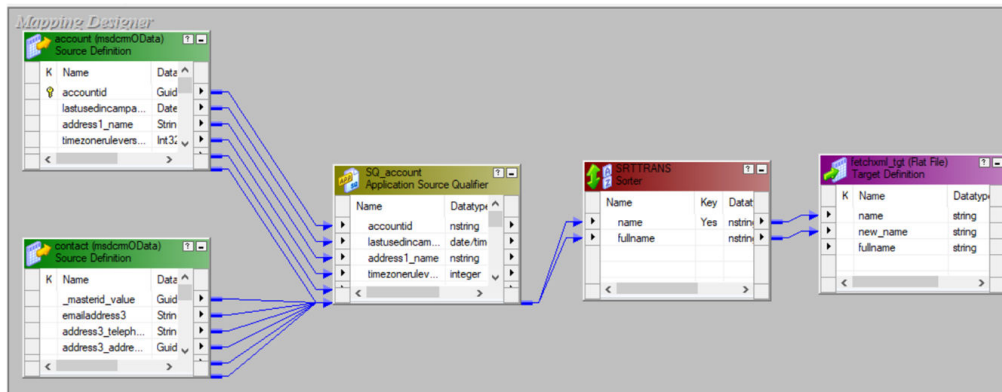 Mapping Designer
account (msdcrmOData)
Source Definition
K Name Data
accountid Guid
lastusedincampa... Date
address1_name Strin
timezonerulevers... Int32
contact (msdcrmOData)
Source Definition
K Name Data
_masterid_value Guid
emailaddress3 Strin
address3_teleph... Strin
address3_addre... Guid
SQ_account
Application Source Qualifier
Name Datatype
accountid nstring
lastusedincam... date/tim
address1_name nstring
timezonerulev... integer
SRTTRANS
Sorter
Name Key Datat
name Yes nstring
fullname nstring
fetchxml_tgt (Flat File)
Target Definition
K Name Datatype
name string
new_name string
fullname string